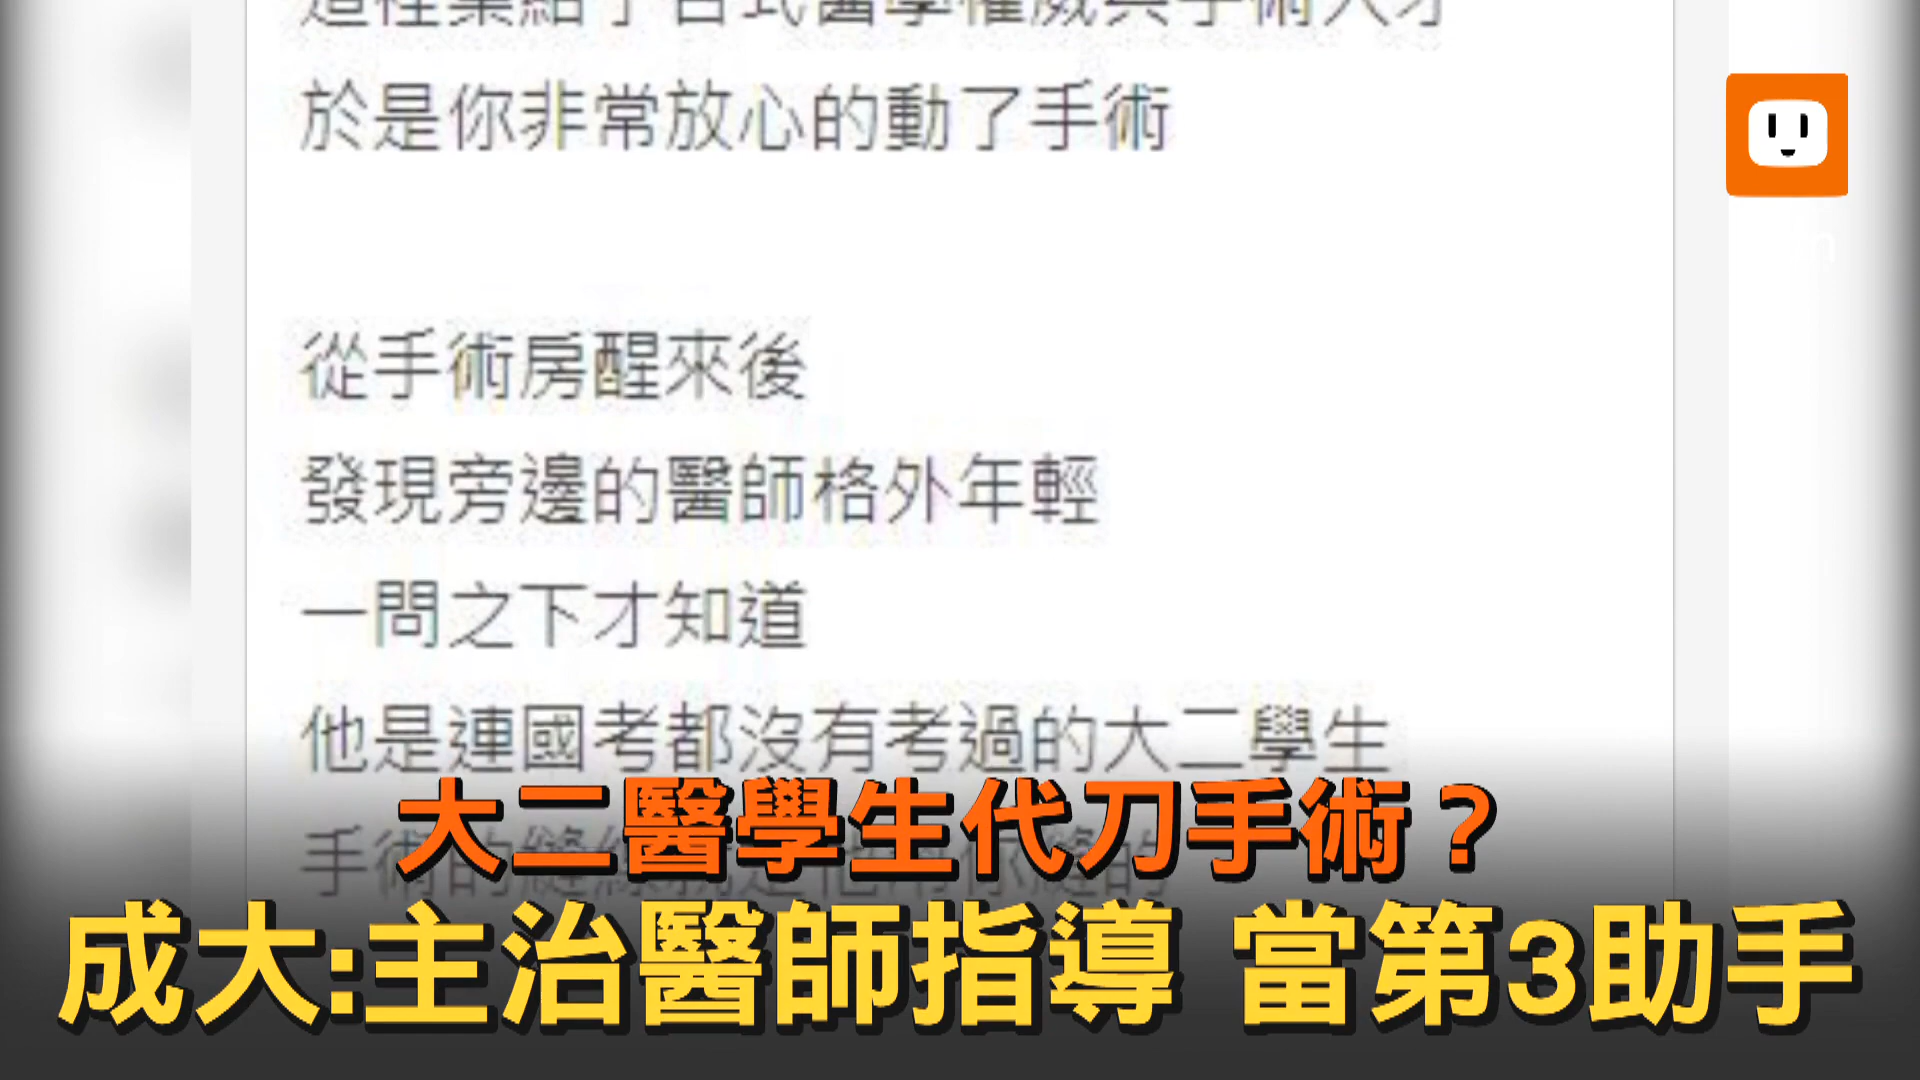 於是你非常放心的動了手術
從手術房醒來後
發現旁邊的醫師格外年輕
一問之下才知道
他是連國考都沒有考過的大二學生
大二醫學生代刀手術？
成大:主治醫師指導 當第3助手